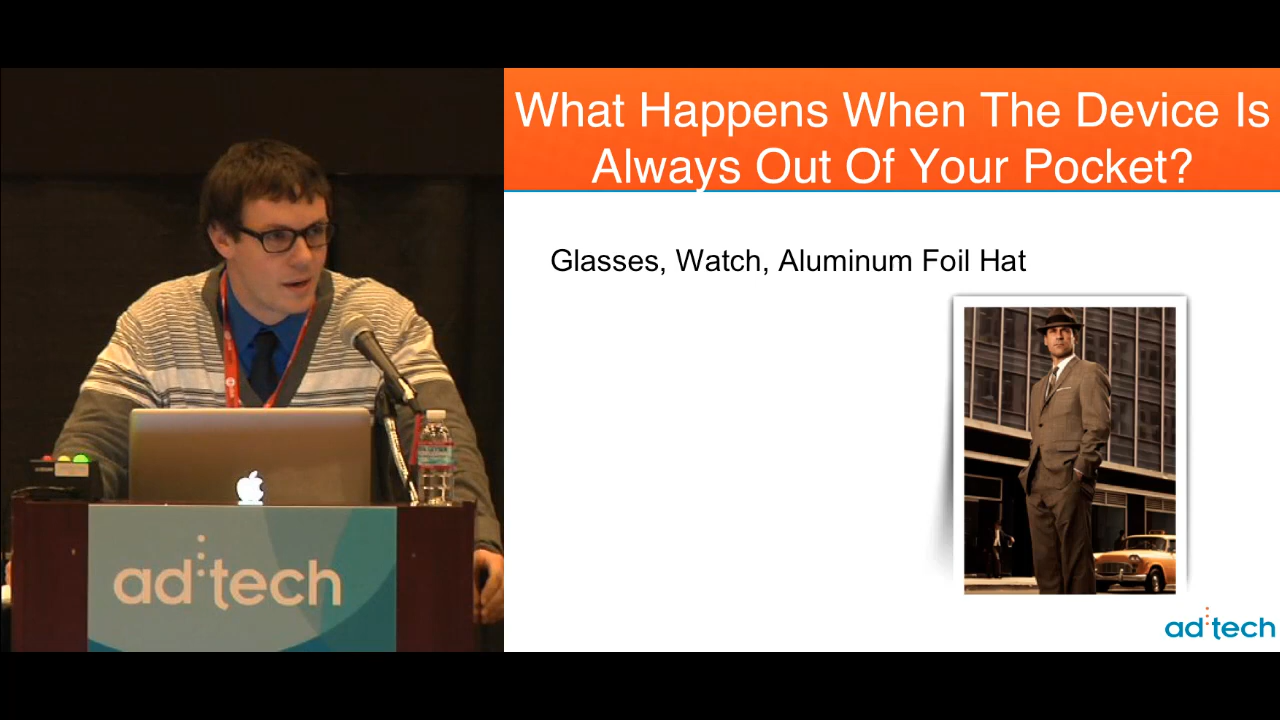 What Happens When The Device Is
Always Out Of Your Pocket?
Glasses, Watch, Aluminum Foil Hat
ad:tech
ad:tech